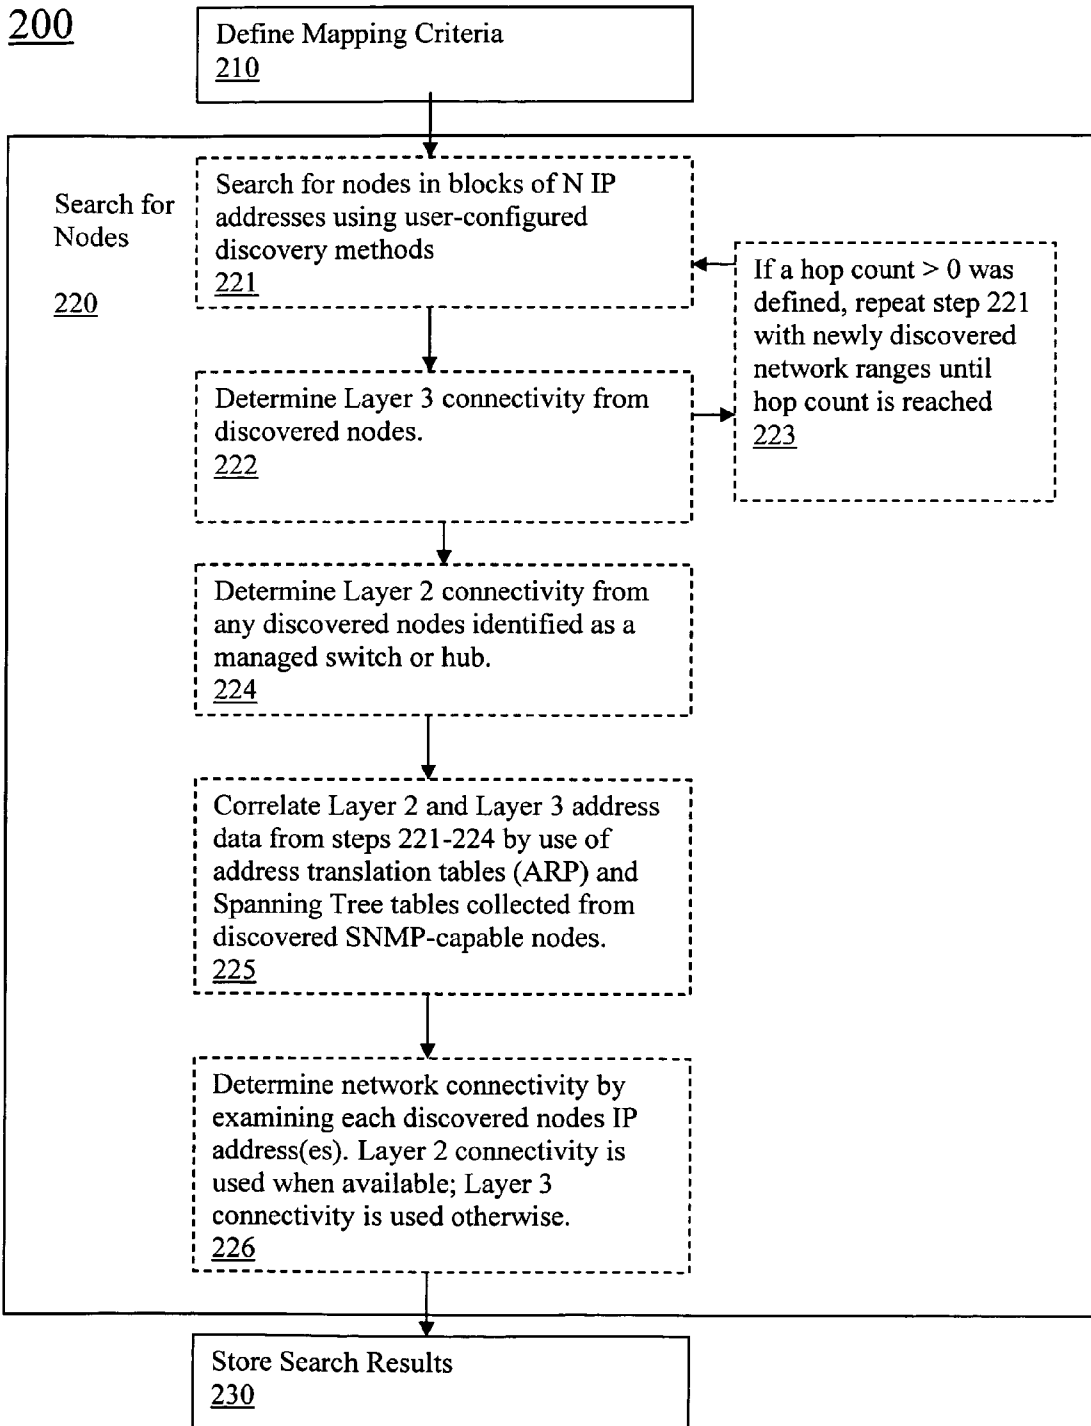 200
Define Mapping Criteria
210
Search for
Nodes
220
Search for nodes in blocks of N IP
addresses using user-configured
discovery methods
221
If a hop count > 0 was
defined, repeat step 221
with newly discovered
network ranges until
hop count is reached
223
Determine Layer 3 connectivity from
discovered nodes.
222
Determine Layer 2 connectivity from
any discovered nodes identified as a
managed switch or hub.
224
Correlate Layer 2 and Layer 3 address
data from steps 221-224 by use of
address translation tables (ARP) and
Spanning Tree tables collected from
discovered SNMP-capable nodes.
225
Determine network connectivity by
examining each discovered nodes IP
address(es). Layer 2 connectivity is
used when available; Layer 3
connectivity is used otherwise.
226
Store Search Results
230